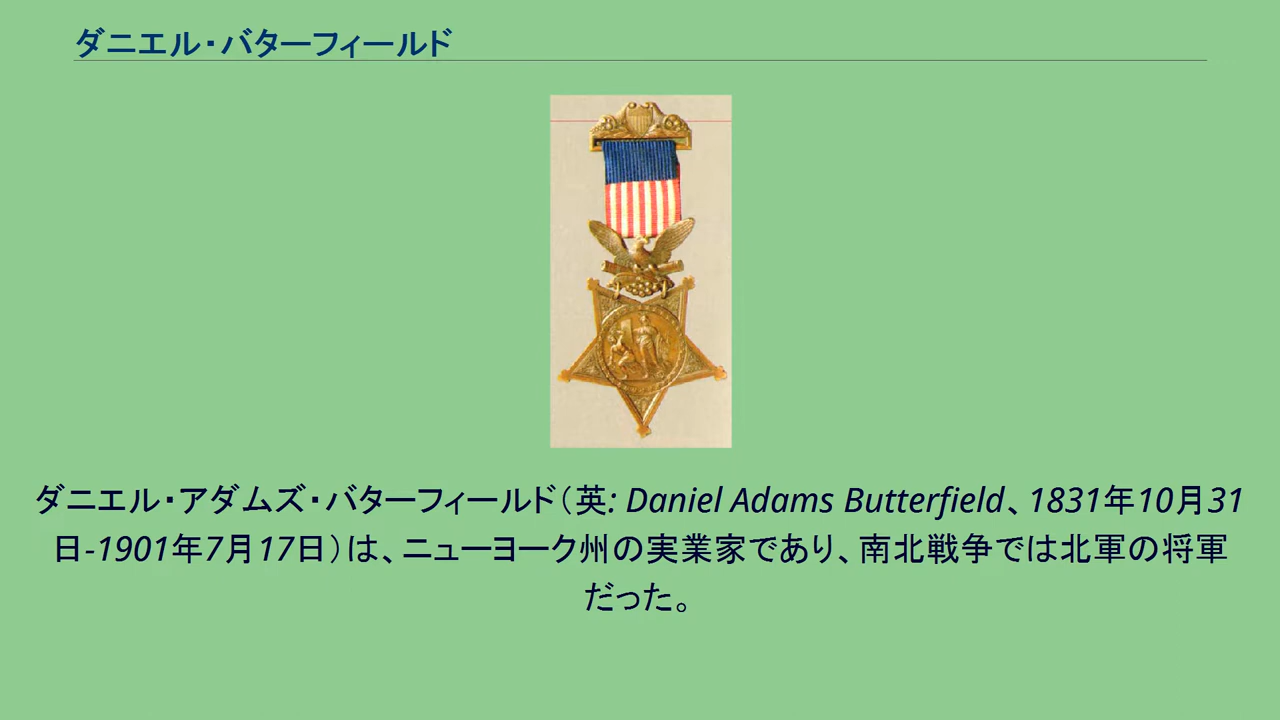 ダニエル・バターフィールド
ダニエル・アダムズ・バターフィールド（英: Daniel Adams Butterfield、1831年10月31
日-1901年7月17日）は、ニューヨーク州の実業家であり、南北戦争では北軍の将軍
だった。